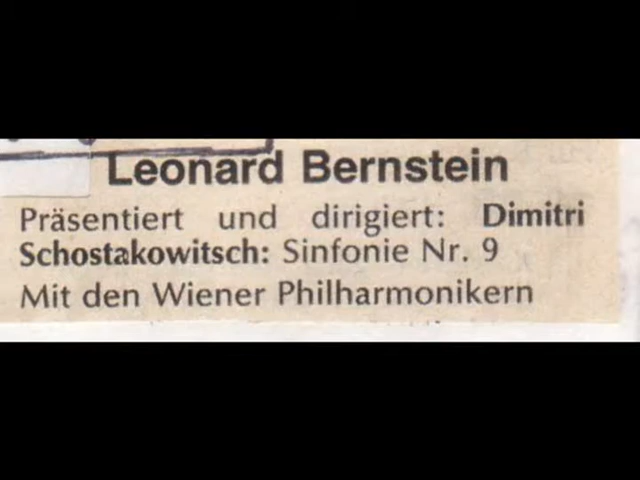 Leonard Bernstein
Präsentiert und dirigiert: Dimitri
Schostakowitsch: Sinfonie Nr. 9
Mit den Wiener Philharmonikern